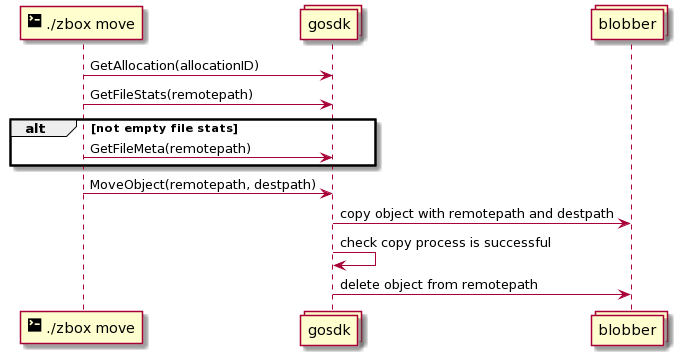 ./zbox move
gosdk
blobber
GetAllocation(allocationID)
GetFileStats(remotepath)
alt
[not empty file stats]
GetFileMeta(remotepath)
MoveObject(remotepath, destpath)
copy object with remotepath and destpath
check copy process is successful
delete object from remotepath
./zbox move
gosdk
blobber